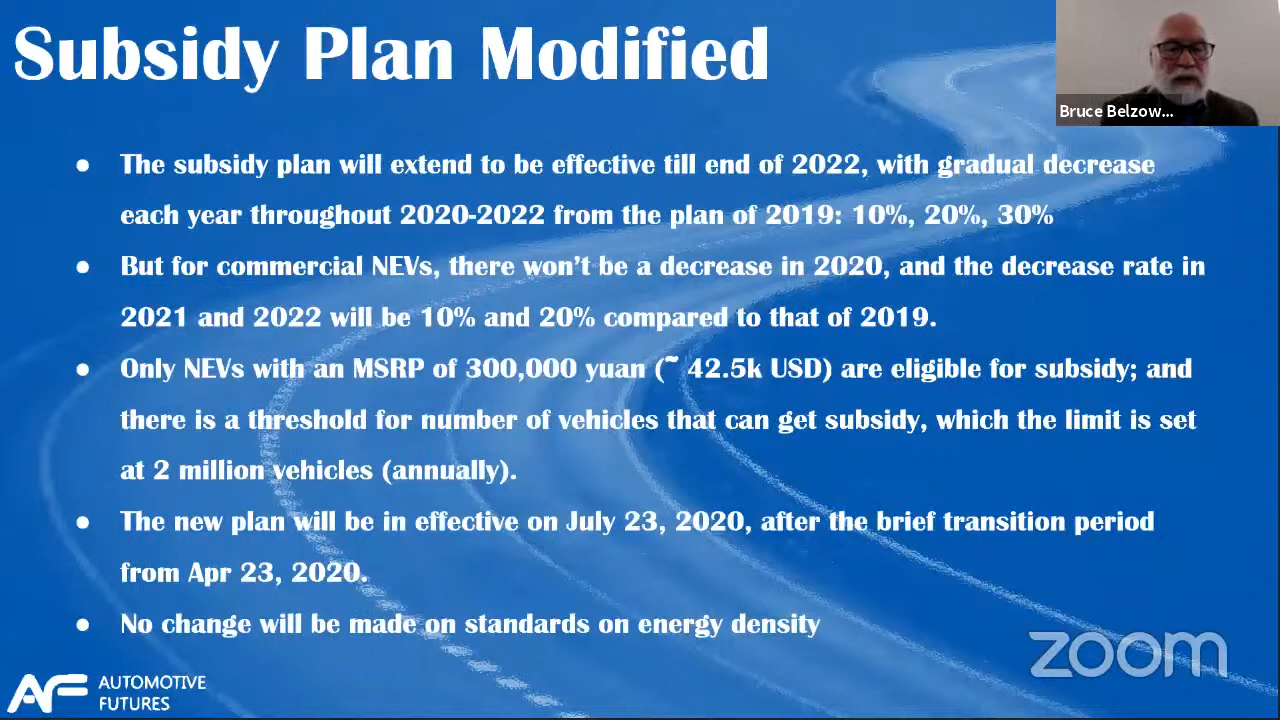 Subsidy Plan Modified
Bruce Belzow...
● The subsidy plan will extend to be effective till end of 2022, with gradual decrease
each year throughout 2020-2022 from the plan of 2019: 10%, 20%, 30%
● But for commercial NEVs, there won't be a decrease in 2020, and the decrease rate in
2021 and 2022 will be 10% and 20% compared to that of 2019.
● Only NEVs with an MSRP of 300,000 yuan (~ 42.5k USD) are eligible for subsidy; and
there is a threshold for number of vehicles that can get subsidy, which the limit is set
at 2 million vehicles (annually).
● The new plan will be in effective on July 23, 2020, after the brief transition period
from Apr 23, 2020.
● No change will be made on standards on energy density
zoom
AF AUTOMOTIVE
FUTURES